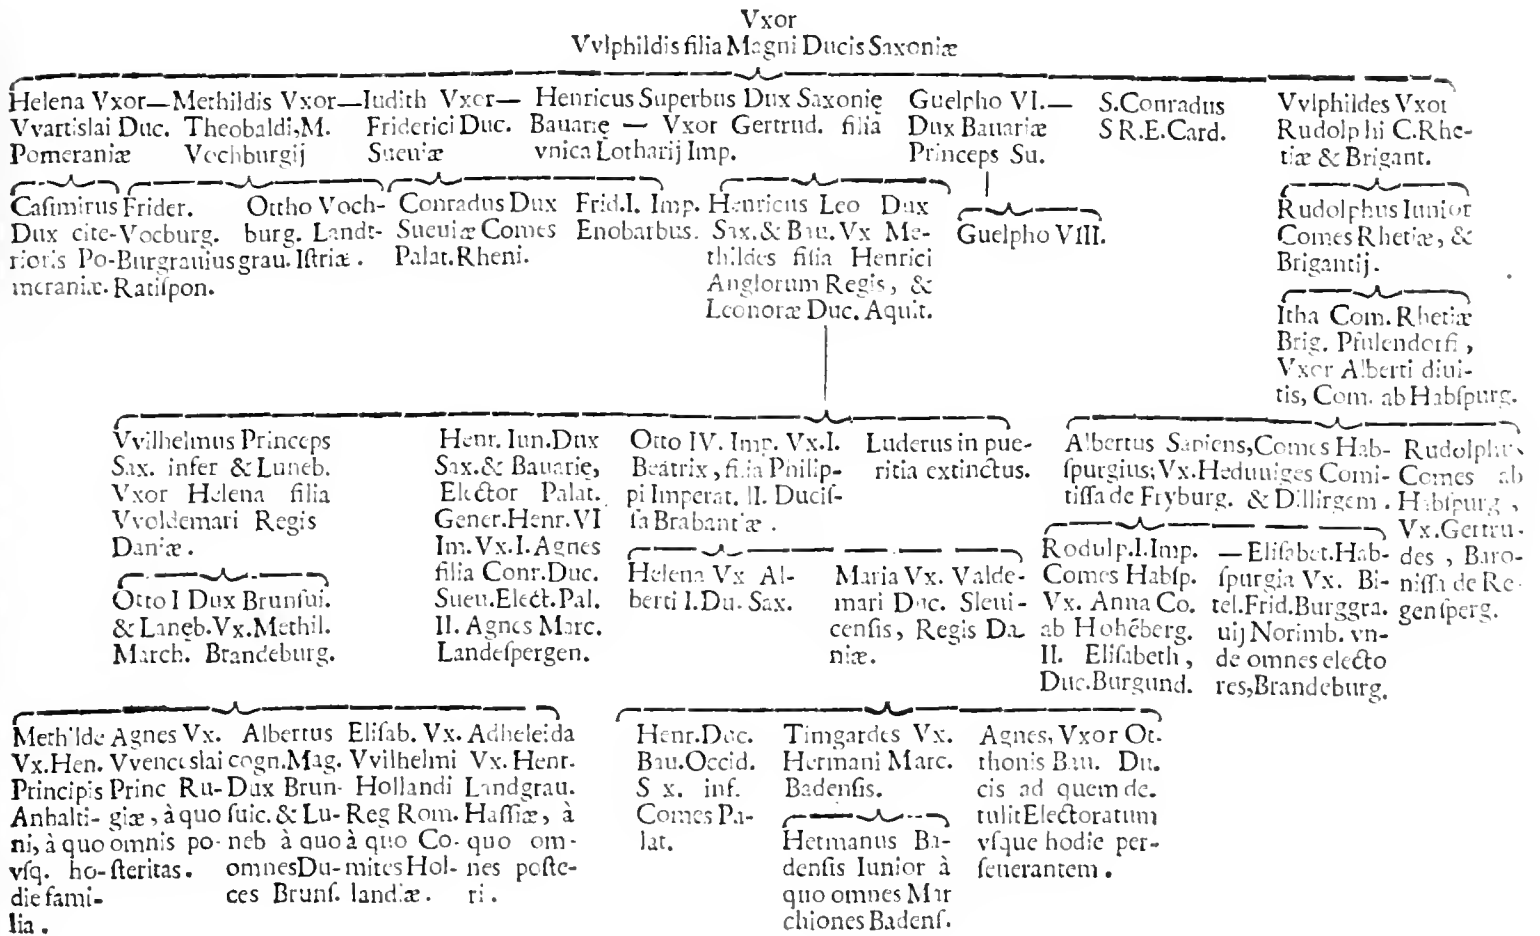 Vxor
Vvlphildis filia Magni Ducis Saxoniæ
Helena Vxor—
Vvartislai Duc.
Pomeraniæ
Methildis Vxor—
Theobaldi, M.
Vochburgij
Iudith Vxor—
Friderici Duc.
Sueuiæ
Henricus Superbus Dux Saxonię
Bauarię — Vxor Gertrud. filia
vnica Lotharij Imp.
Guelpho VI.—
Dux Bauariæ
Princeps Su.
S. Conradus
S R. E. Card.
Vvlphildes Vxor
Rudolphi C. Rhe-
tiæ & Brigant.
Casimirus
Dux cite-
rioris Po-
meraniæ.
Frider.
Vocburg.
Burgrauius
Ratiſpon.
Ottho Voch-
burg. Landt-
grau. Iſtriæ.
Conradus Dux
Sueuiæ Comes
Palat. Rheni.
Frid. I. Imp.
Enobarbus.
Henricus Leo Dux
Sax. & Bau. Vx Me-
thildes filia Henrici
Anglorum Regis, &
Leonoræ Duc. Aquit.
Guelpho VIII.
Rudolphus Iunior
Comes Rhetiæ, &
Brigantij.
Itha Com. Rhetiæ
Brig. Pfulendorfi,
Vxor Alberti diui-
tis, Com. ab Habſpurg.
Vvilhelmus Princeps
Sax. infer & Luneb.
Vxor Helena filia
Vvoldemari Regis
Daniæ.
Henr. Iun. Dux
Sax. & Bauarię,
Elector Palat.
Gener. Henr. VI
Im. Vx. I. Agnes
filia Conr. Duc.
Sueu. Elect. Pal.
II. Agnes Marc.
Landeſpergen.
Otto IV. Imp. Vx. I.
Beatrix, filia Philip-
pi Imperat. II. Duciſ-
ſa Brabantiæ.
Luderus in pue-
ritia extinctus.
Albertus Sapiens, Comes Hab-
ſpurgius; Vx. Heduuiges Comi-
tiſſa de Fryburg. & Dillirgem.
Rudolphus
Comes ab
Habſpurg,
Vx. Gertru-
des, Baro-
niſſa de Re-
genſperg.
Otto I Dux Brunſui.
& Lanęb. Vx. Methil.
March. Brandeburg.
Helena Vx Al-
berti I. Du. Sax.
Maria Vx. Valde-
mari Duc. Sleui-
cenſis, Regis Da-
niæ.
Rodulp. I. Imp.
Comes Habſp.
Vx. Anna Co.
ab Hohēberg.
II. Eliſabeth,
Duc. Burgund.
—Eliſabet. Hab-
ſpurgia Vx. Bi-
tel. Frid. Burggra.
uij Norimb. vn-
de omnes electo
res, Brandeburg.
Methilde
Vx. Hen.
Principis
Anhalti-
ni, à quo
vſq. ho-
die fami-
lia.
Agnes Vx.
Vvenceslai
Princ Ru-
giæ, à quo
omnis po-
ſteritas.
Albertus
cogn. Mag.
Dux Brun-
ſuic. & Lu-
neb à quo
omnes Du-
ces Brunſ.
Eliſab. Vx.
Vvilhelmi
Hollandi
Reg Rom.
à quo Co-
mites Hol-
landiæ.
Adheleida
Vx. Henr.
Landgrau.
Haſſiæ, à
quo om-
nes poſte-
ri.
Henr. Duc.
Bau. Occid.
S x. inf.
Comes Pa-
lat.
Timgardes Vx.
Hermani Marc.
Badenſis.
Hermanus Ba-
denſis Iunior à
quo omnes Mar
chiones Badenſ.
Agnes, Vxor Ot.
thonis Bau. Du.
cis ad quem de.
tulit Electoratum
vſque hodie per-
ſeuerantem.